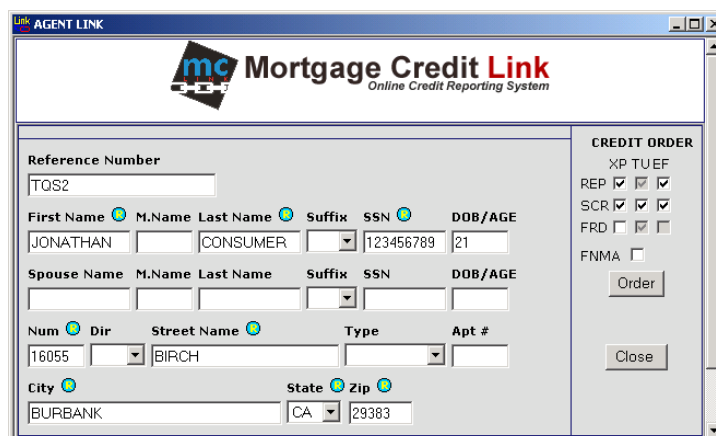 Link AGENT LINK
mc Mortgage Credit Link
LINK Online Credit Reporting System
CREDIT ORDER
Reference Number XP TU EF
TQS2 REP
SCR
First Name R M.Name Last Name R Suffix SSN R DOB/AGE
FRD
JONATHAN CONSUMER 123456789 21
FNMA
Spouse Name M.Name Last Name Suffix SSN DOB/AGE
Order
Num R Dir Street Name R Type Apt #
16055 BIRCH Close
City R State R Zip R
BURBANK CA 29383